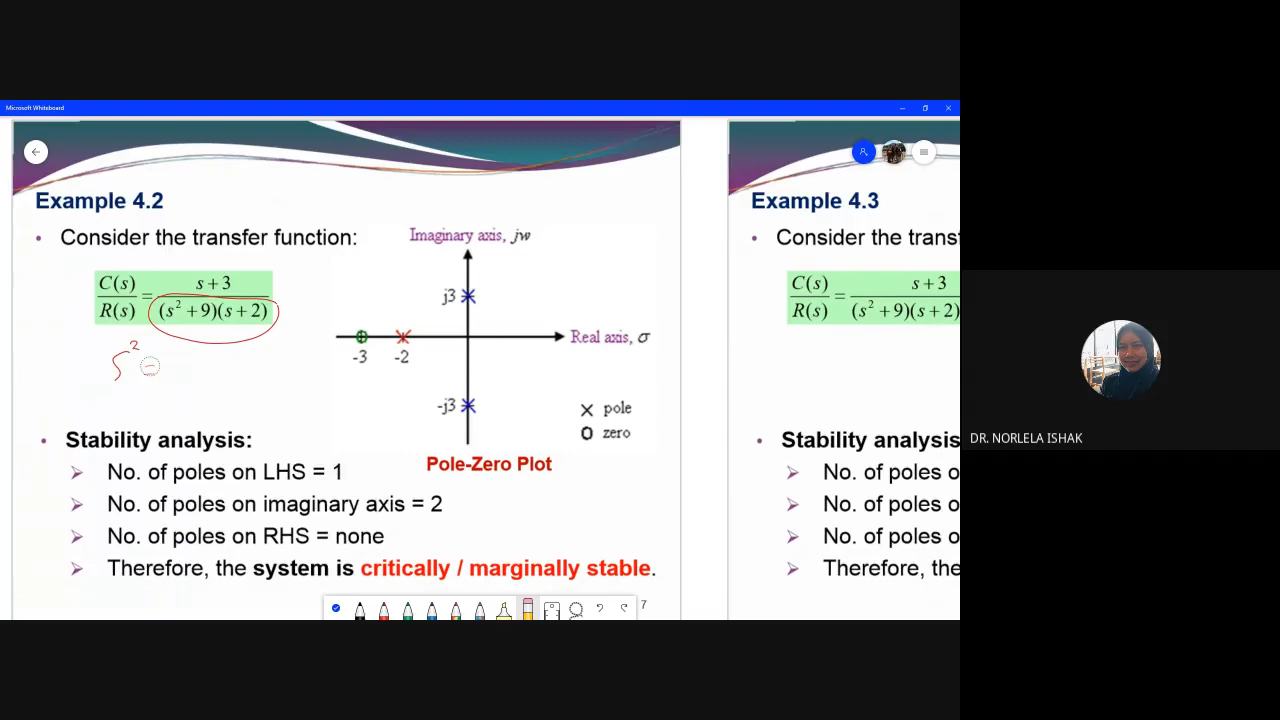 Microsoft Whiteboard
Example 4.2
• Consider the transfer function:
C(s)/R(s) = (s + 3)/((s² + 9)(s + 2))
s² =
Imaginary axis, jw
j3
Real axis, σ
-3 -2
-j3
× pole
o zero
Pole-Zero Plot
• Stability analysis:
➢ No. of poles on LHS = 1
➢ No. of poles on imaginary axis = 2
➢ No. of poles on RHS = none
➢ Therefore, the system is critically / marginally stable.
7
Example 4.3
• Consider the transf
C(s)/R(s) = (s + 3)/((s² + 9)(s + 2)
• Stability analysis
➢ No. of poles o
➢ No. of poles o
➢ No. of poles o
➢ Therefore, the
DR. NORLELA ISHAK